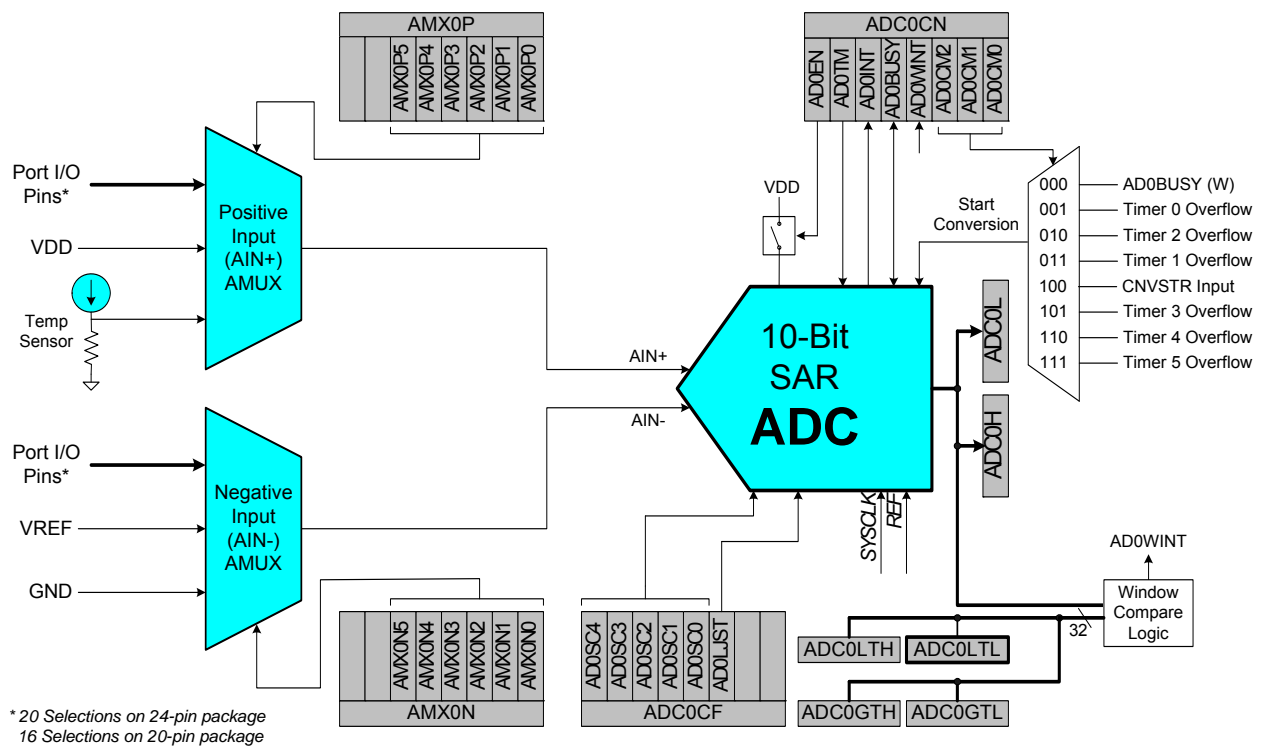 AMX0P
AMX0P5
AMX0P4
AMX0P3
AMX0P2
AMX0P1
AMX0P0
ADC0CN
AD0EN
AD0TM
AD0INT
AD0BUSY
AD0WINT
AD0CM2
AD0CM1
AD0CM0
Port I/O
Pins*
VDD
Temp
Sensor
Positive
Input
(AIN+)
AMUX
VDD
Start
Conversion
000 AD0BUSY (W)
001 Timer 0 Overflow
010 Timer 2 Overflow
011 Timer 1 Overflow
100 CNVSTR Input
101 Timer 3 Overflow
110 Timer 4 Overflow
111 Timer 5 Overflow
AIN+
AIN-
10-Bit
SAR
ADC
ADC0L
ADC0H
Port I/O
Pins*
VREF
GND
Negative
Input
(AIN-)
AMUX
SYSCLK
REF
AD0WINT
Window
Compare
Logic
32
ADC0LTH
ADC0LTL
ADC0GTH
ADC0GTL
AMX0N5
AMX0N4
AMX0N3
AMX0N2
AMX0N1
AMX0N0
AMX0N
AD0SC4
AD0SC3
AD0SC2
AD0SC1
AD0SC0
AD0LJST
ADC0CF
* 20 Selections on 24-pin package
16 Selections on 20-pin package